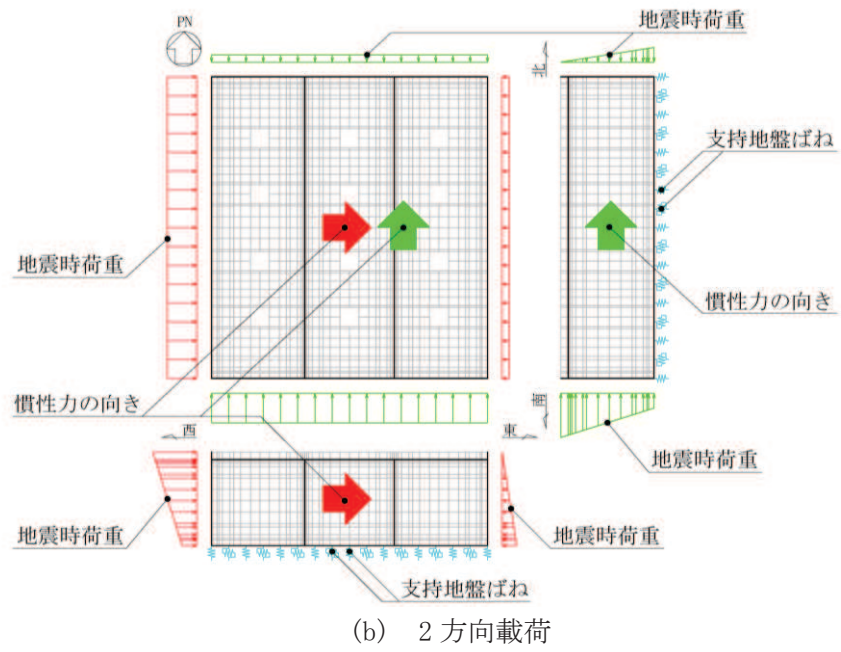 PN
地震時荷重
北
支持地盤ばね
地震時荷重
慣性力の向き
慣性力の向き
西
東
南
地震時荷重
地震時荷重
地震時荷重
支持地盤ばね
(b) 2方向載荷